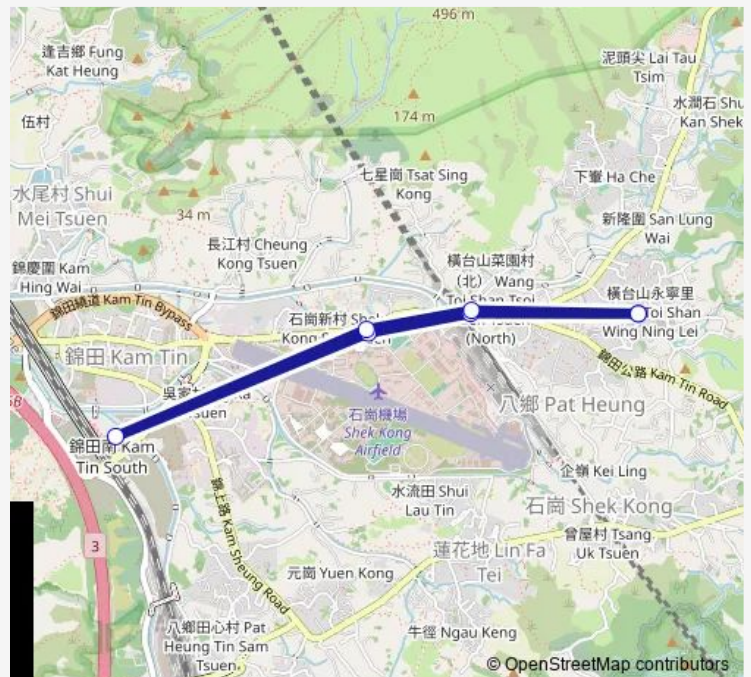 496 m
逢吉鄉 Fung
Kat Heung
泥頭尖 Lai Tau
Tsim
伍村
174 m
水澗石 Shu
Kan Shek
七星崗 Tsat Sing
Kong
下輋 Ha Che
水尾村 Shui
Mei Tsuen
34 m
新隆圍 San Lung
Wai
長江村 Cheung
Kong Tsuen
橫台山菜園村
(北) Wang
Toi Shan Tsoi
(North)
錦慶圍 Kam
Hing Wai
橫台山永寧里
Toi Shan
Wing Ning Lei
錦田繞道 Kam Tin Bypass
石崗新村 Shek
Kong
錦田 Kam Tin
錦田公路 Kam Tin Road
八鄉 Pat Heung
石崗機場
Shek Kong
Airfield
錦田南 Kam
Tin South
企嶺 Kei Ling
水流田 Shui
Lau Tin
石崗 Shek Kong
錦上路 Kam Sheung Road
3
曾屋村 Tsang
Uk Tsuen
蓮花地 Lin Fa
Tei
元崗 Yuen Kong
八鄉田心村 Pat
Heung Tin Sam
Tsuen
牛徑 Ngau Keng
© OpenStreetMap contributors